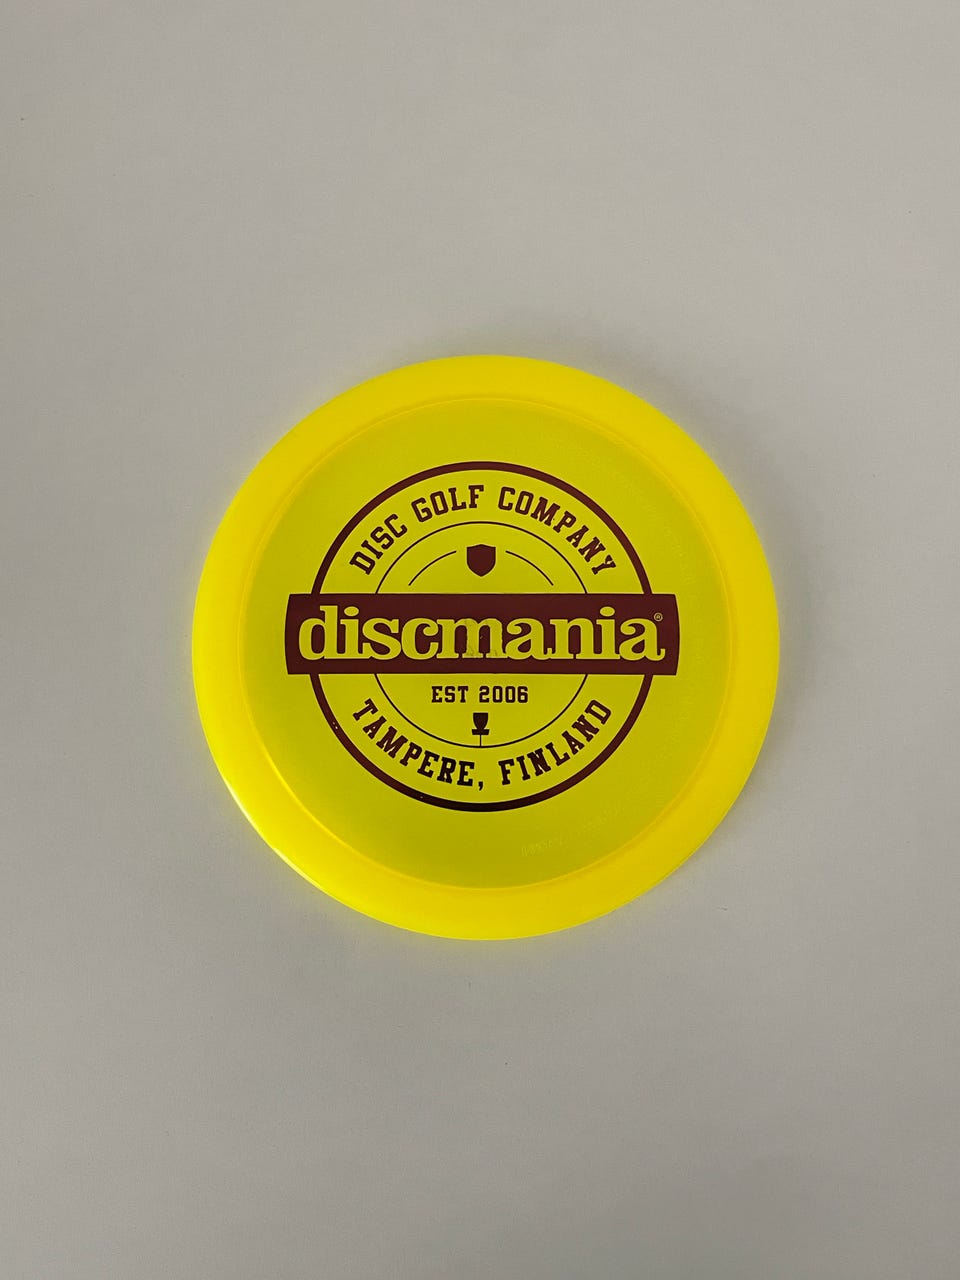 DISC GOLF COMPANY
discmania®
EST 2006
TAMPERE, FINLAND